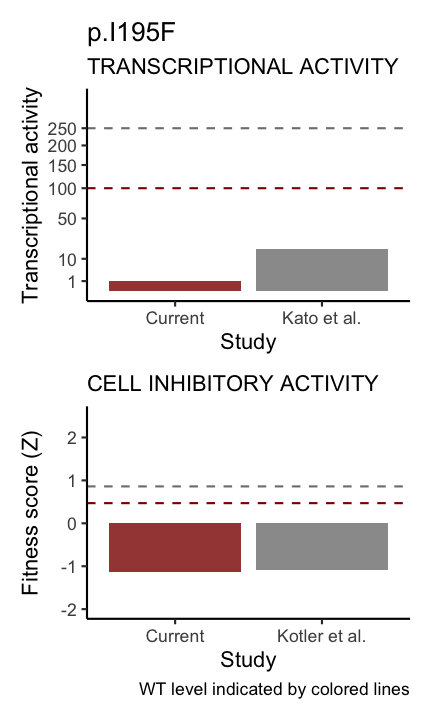 p.I195F
TRANSCRIPTIONAL ACTIVITY
Transcriptional activity
250
200
150
100
50
10
1
Current
Kato et al.
Study
CELL INHIBITORY ACTIVITY
Fitness score (Z)
2
1
0
-1
-2
Current
Kotler et al.
Study
WT level indicated by colored lines